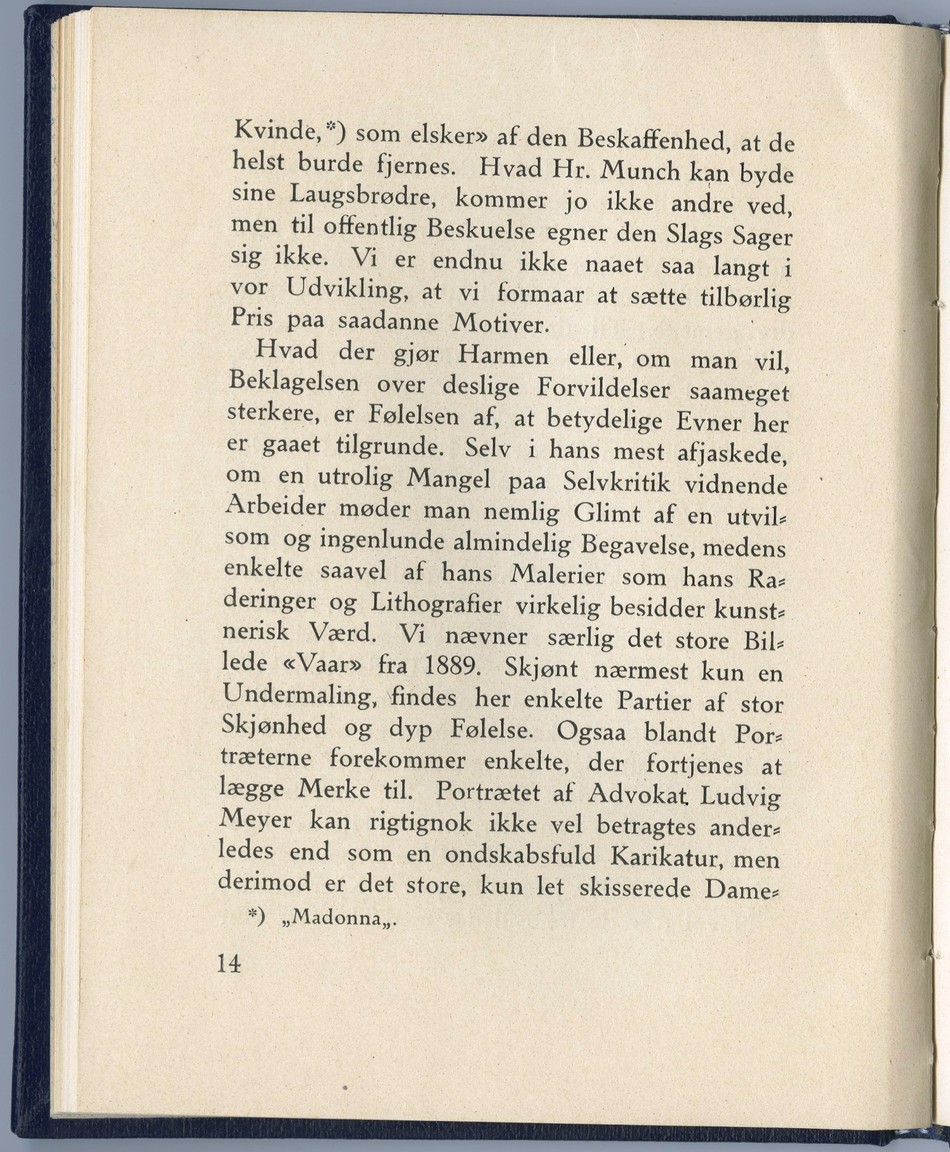 Kvinde,*) som elsker» af den Beskaffenhed, at de
helst burde fjernes. Hvad Hr. Munch kan byde
sine Laugsbrødre, kommer jo ikke andre ved,
men til offentlig Beskuelse egner den Slags Sager
sig ikke. Vi er endnu ikke naaet saa langt i
vor Udvikling, at vi formaar at sætte tilbørlig
Pris paa saadanne Motiver.
Hvad der gjør Harmen eller, om man vil,
Beklagelsen over deslige Forvildelser saameget
sterkere, er Følelsen af, at betydelige Evner her
er gaaet tilgrunde. Selv i hans mest afjaskede,
om en utrolig Mangel paa Selvkritik vidnende
Arbeider møder man nemlig Glimt af en utvil-
som og ingenlunde almindelig Begavelse, medens
enkelte saavel af hans Malerier som hans Ra-
deringer og Lithografier virkelig besidder kunst-
nerisk Værd. Vi nævner særlig det store Bil-
lede «Vaar» fra 1889. Skjønt nærmest kun en
Undermaling, findes her enkelte Partier af stor
Skjønhed og dyp Følelse. Ogsaa blandt Por-
træterne forekommer enkelte, der fortjenes at
lægge Merke til. Portrætet af Advokat Ludvig
Meyer kan rigtignok ikke vel betragtes ander-
ledes end som en ondskabsfuld Karikatur, men
derimod er det store, kun let skisserede Dame-
*) „Madonna„.
14